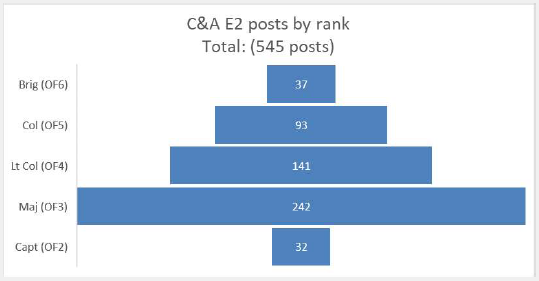 C&A E2 posts by rank
Total: (545 posts)
Brig (OF6) 37
Col (OF5) 93
Lt Col (OF4) 141
Maj (OF3) 242
Capt (OF2) 32